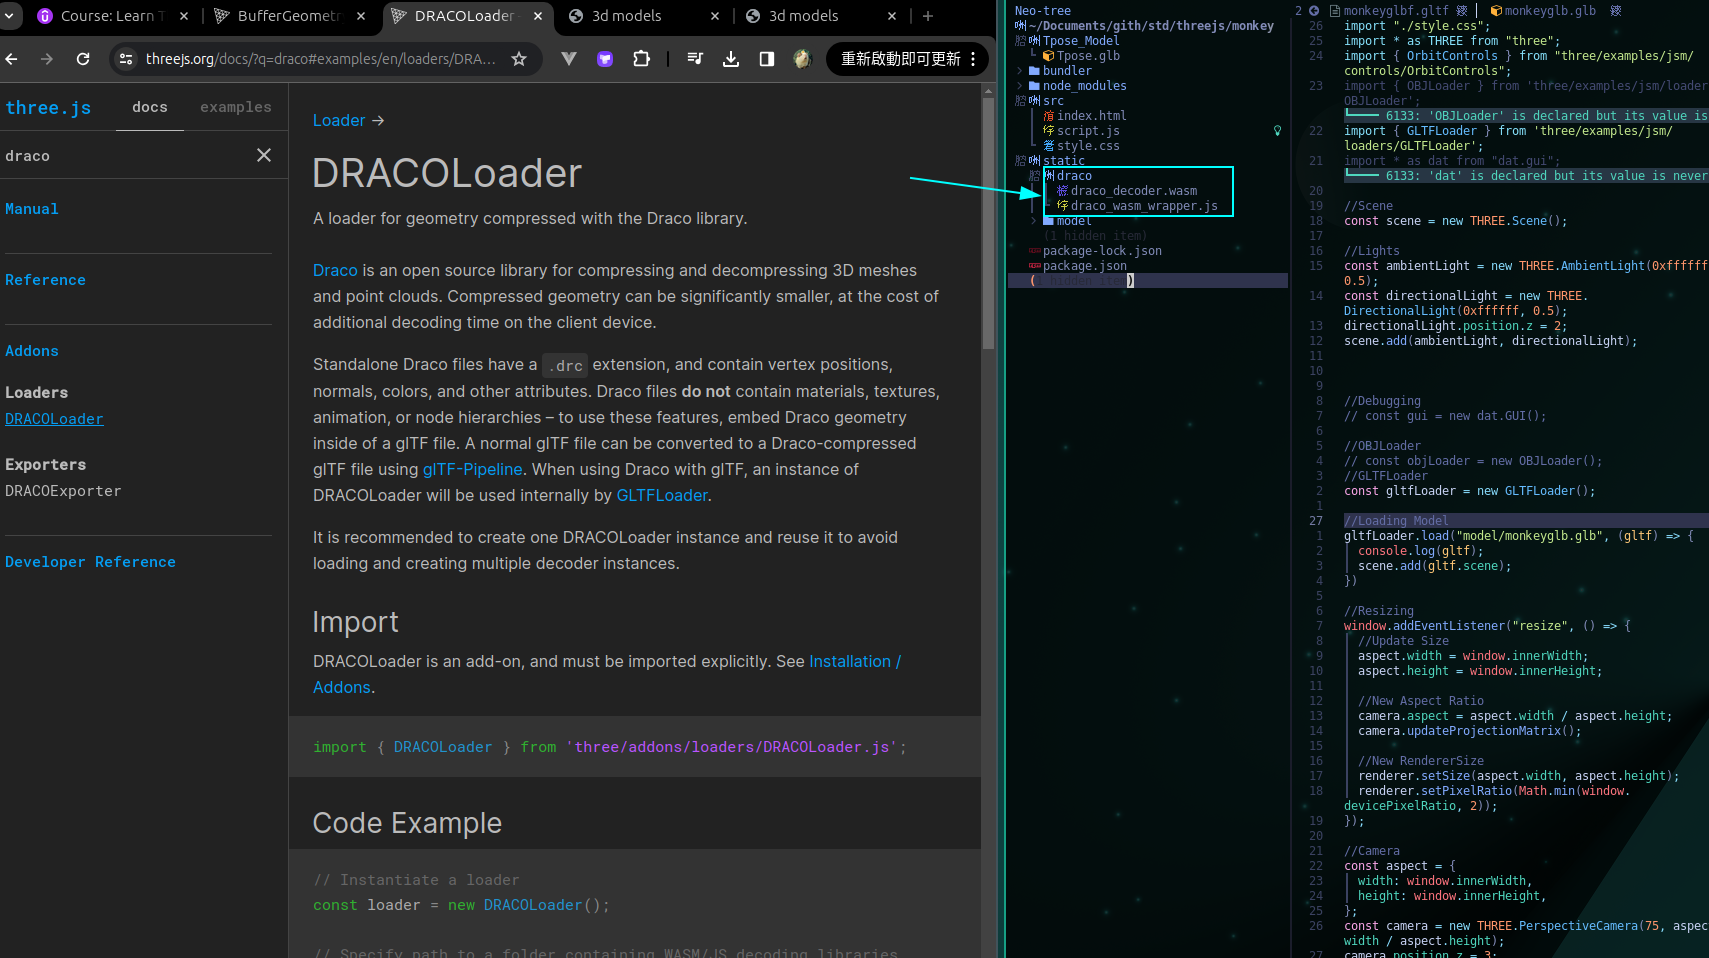 Course: Learn T
BufferGeometr
DRACOLoader
3d models
3d models
threejs.org/docs/?q=draco#examples/en/loaders/DRA...
重新啟動即可更新
three.js
docs
examples
draco
Manual
Reference
Addons
Loaders
DRACOLoader
Exporters
DRACOExporter
Developer Reference
Loader →
DRACOLoader
A loader for geometry compressed with the Draco library.
Draco is an open source library for compressing and decompressing 3D meshes
and point clouds. Compressed geometry can be significantly smaller, at the cost of
additional decoding time on the client device.
Standalone Draco files have a .drc extension, and contain vertex positions,
normals, colors, and other attributes. Draco files do not contain materials, textures,
animation, or node hierarchies – to use these features, embed Draco geometry
inside of a glTF file. A normal glTF file can be converted to a Draco-compressed
glTF file using glTF-Pipeline. When using Draco with glTF, an instance of
DRACOLoader will be used internally by GLTFLoader.
It is recommended to create one DRACOLoader instance and reuse it to avoid
loading and creating multiple decoder instances.
Import
DRACOLoader is an add-on, and must be imported explicitly. See Installation /
Addons.
import { DRACOLoader } from 'three/addons/loaders/DRACOLoader.js';
Code Example
// Instantiate a loader
const loader = new DRACOLoader();
// Specify path to a folder containing WASM/JS decoding libraries
Neo-tree
~/Documents/gith/std/threejs/monkey
Tpose_Model
Tpose.glb
bundler
node_modules
src
index.html
script.js
style.css
static
draco
draco_decoder.wasm
draco_wasm_wrapper.js
model
(1 hidden item)
package-lock.json
package.json
(1 hidden item)
2 monkeyglbf.gltf monkeyglb.glb
26 import "./style.css";
25 import * as THREE from "three";
24 import { OrbitControls } from "three/examples/jsm/
controls/OrbitControls";
23 import { OBJLoader } from 'three/examples/jsm/loader
OBJLoader';
6133: 'OBJLoader' is declared but its value is
22 import { GLTFLoader } from 'three/examples/jsm/
loaders/GLTFLoader';
21 import * as dat from "dat.gui";
6133: 'dat' is declared but its value is never
20
19 //Scene
18 const scene = new THREE.Scene();
17
16 //Lights
15 const ambientLight = new THREE.AmbientLight(0xffffff
0.5);
14 const directionalLight = new THREE.
DirectionalLight(0xffffff, 0.5);
13 directionalLight.position.z = 2;
12 scene.add(ambientLight, directionalLight);
11
10
9
8 //Debugging
7 // const gui = new dat.GUI();
6
5 //OBJLoader
4 // const objLoader = new OBJLoader();
3 //GLTFLoader
2 const gltfLoader = new GLTFLoader();
1
27 //Loading Model
1 gltfLoader.load("model/monkeyglb.glb", (gltf) => {
2 console.log(gltf);
3 scene.add(gltf.scene);
4 })
5
6 //Resizing
7 window.addEventListener("resize", () => {
8 //Update Size
9 aspect.width = window.innerWidth;
10 aspect.height = window.innerHeight;
11
12 //New Aspect Ratio
13 camera.aspect = aspect.width / aspect.height;
14 camera.updateProjectionMatrix();
15
16 //New RendererSize
17 renderer.setSize(aspect.width, aspect.height);
18 renderer.setPixelRatio(Math.min(window.
devicePixelRatio, 2));
19 });
20
21 //Camera
22 const aspect = {
23 width: window.innerWidth,
24 height: window.innerHeight,
25 };
26 const camera = new THREE.PerspectiveCamera(75, aspec
width / aspect.height);
27 camera.position.z = 3;